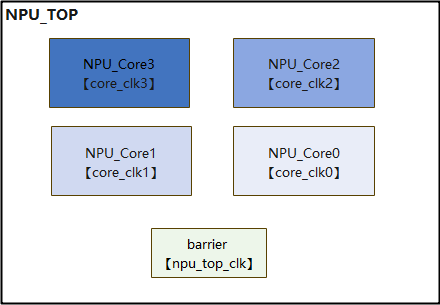 NPU_TOP
NPU_Core3
【core_clk3】
NPU_Core2
【core_clk2】
NPU_Core1
【core_clk1】
NPU_Core0
【core_clk0】
barrier
【npu_top_clk】